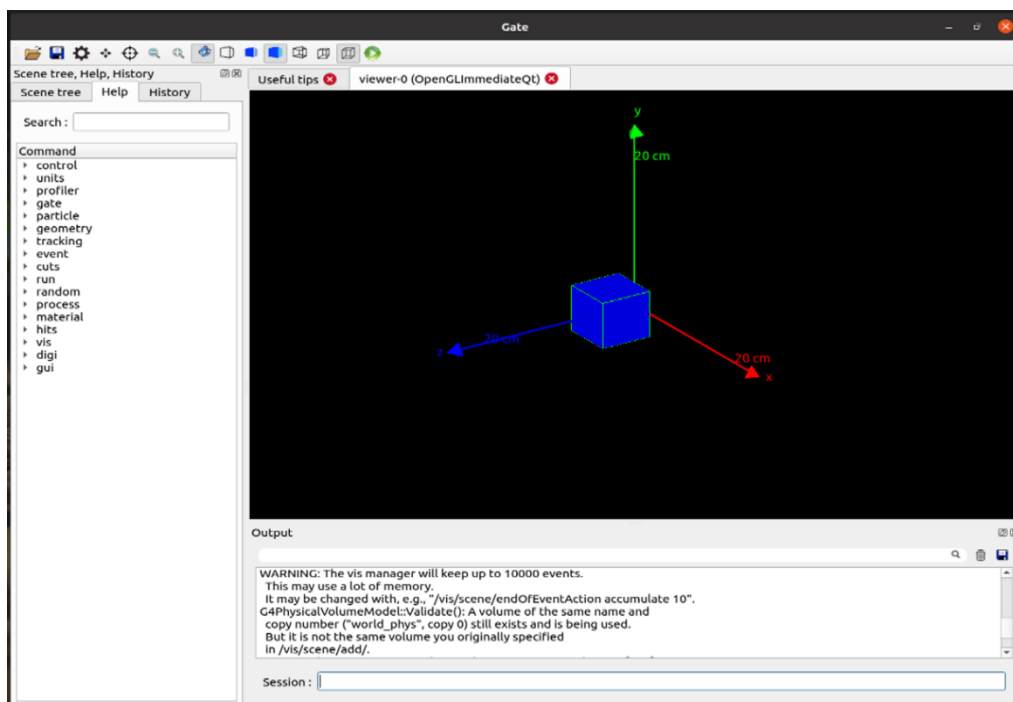 Gate
Scene tree, Help, History
Scene tree Help History
Search :
Command
control
units
profiler
gate
particle
geometry
tracking
event
cuts
run
random
process
material
hits
vis
digi
gui
Useful tips viewer-0 (OpenGLImmediateQt)
y
20 cm
20 cm
z
20 cm
x
Output
WARNING: The vis manager will keep up to 10000 events.
This may use a lot of memory.
It may be changed with, e.g., "/vis/scene/endOfEventAction accumulate 10".
G4PhysicalVolumeModel::Validate(): A volume of the same name and
copy number ("world_phys", copy 0) still exists and is being used.
But it is not the same volume you originally specified
in /vis/scene/add/.
Session :